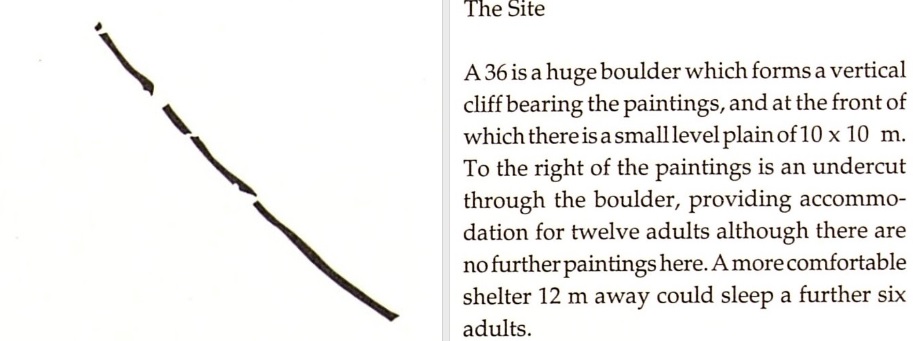 The Site
A 36 is a huge boulder which forms a vertical
cliff bearing the paintings, and at the front of
which there is a small level plain of 10 x 10 m.
To the right of the paintings is an undercut
through the boulder, providing accommo-
dation for twelve adults although there are
no further paintings here. A more comfortable
shelter 12 m away could sleep a further six
adults.